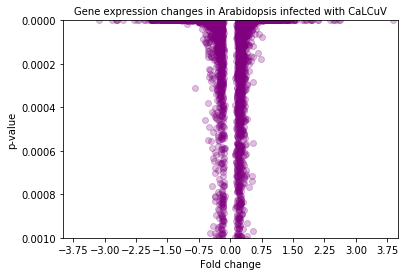 Gene expression changes in Arabidopsis infected with CaLCuV
0.0000
0.0002
0.0004
p-value
0.0006
0.0008
0.0010
−3.75 −3.00 −2.25 −1.50 −0.75 0.00 0.75 1.50 2.25 3.00 3.75
Fold change